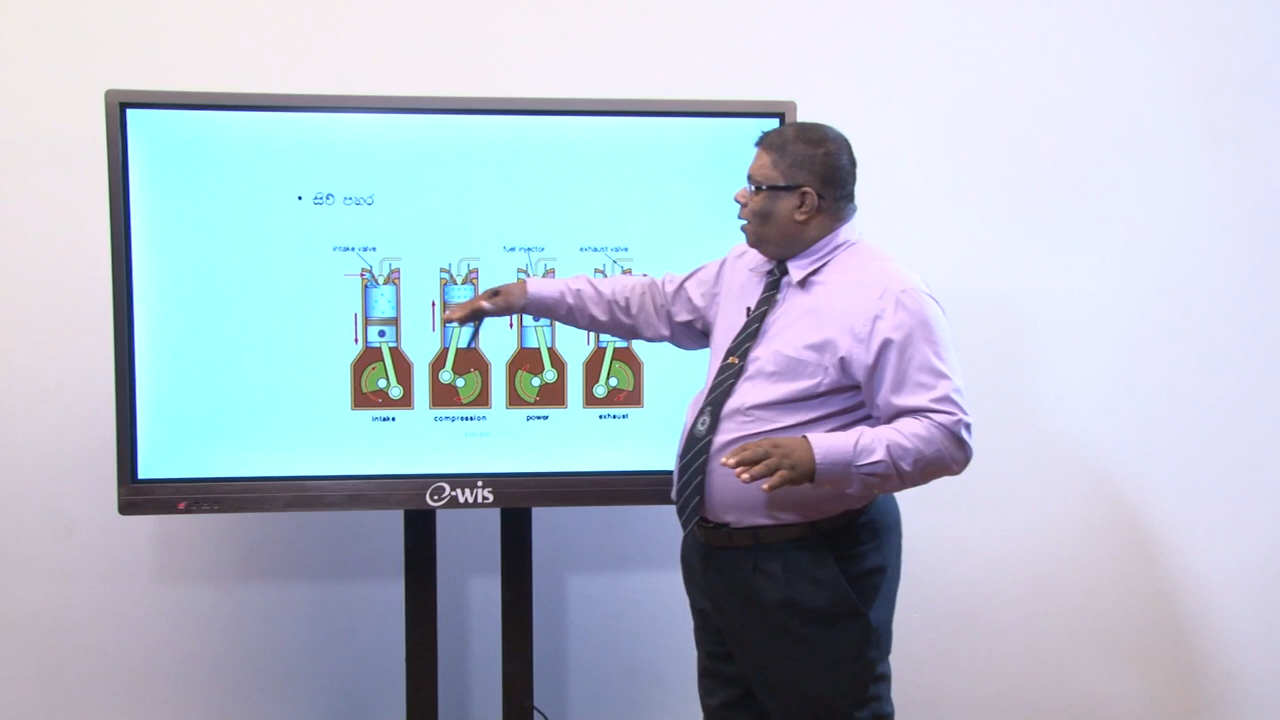 • සිව් පහර
intake valve
fuel injector
exhaust valve
intake
compression
power
exhaust
e-wis